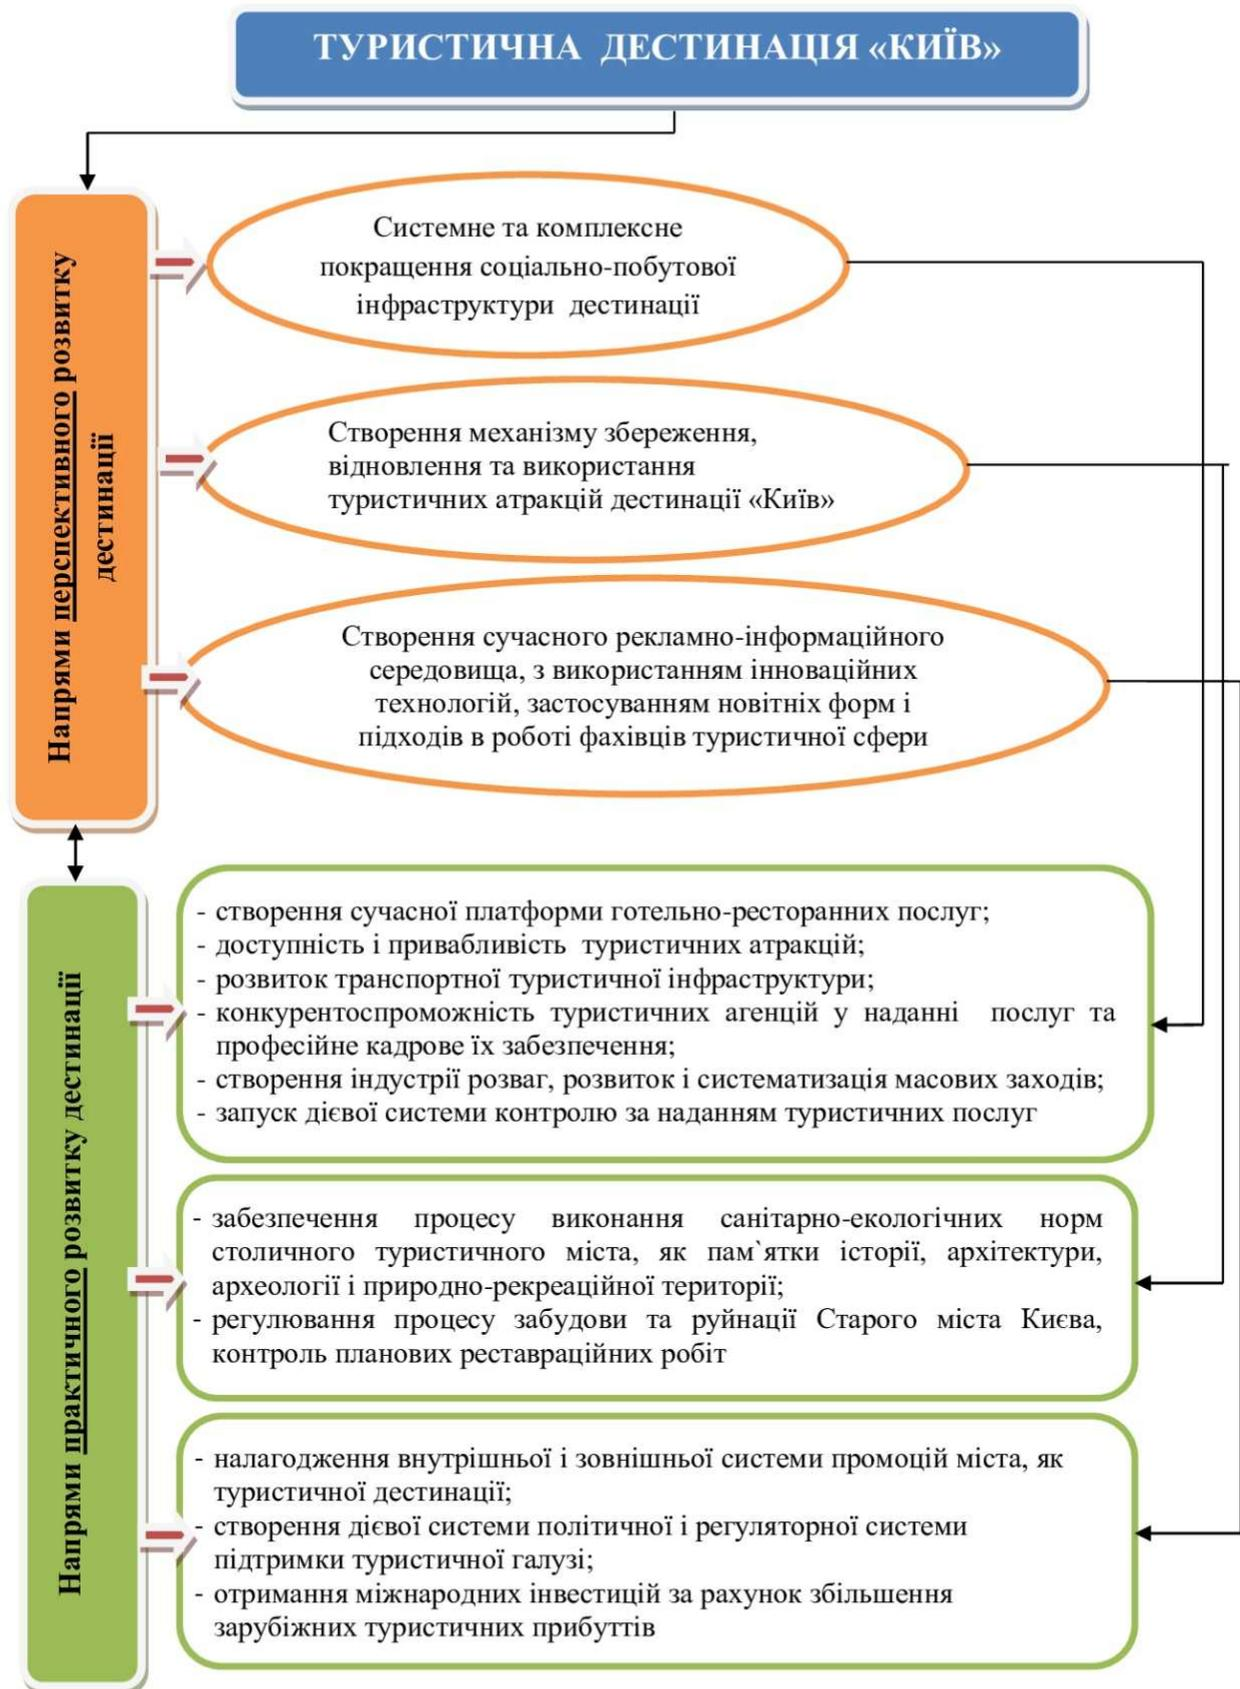 ТУРИСТИЧНА ДЕСТИНАЦІЯ «КИЇВ»
Напрями перспективного розвитку
дестинації
Системне та комплексне
покращення соціально-побутової
інфраструктури дестинації
Створення механізму збереження,
відновлення та використання
туристичних атракцій дестинації «Київ»
Створення сучасного рекламно-інформаційного
середовища, з використанням інноваційних
технологій, застосуванням новітніх форм і
підходів в роботі фахівців туристичної сфери
Напрями практичного розвитку дестинації
- створення сучасної платформи готельно-ресторанних послуг;
- доступність і привабливість туристичних атракцій;
- розвиток транспортної туристичної інфраструктури;
- конкурентоспроможність туристичних агенцій у наданні послуг та
професійне кадрове їх забезпечення;
- створення індустрії розваг, розвиток і систематизація масових заходів;
- запуск дієвої системи контролю за наданням туристичних послуг
- забезпечення процесу виконання санітарно-екологічних норм
столичного туристичного міста, як пам`ятки історії, архітектури,
археології і природно-рекреаційної території;
- регулювання процесу забудови та руйнації Старого міста Києва,
контроль планових реставраційних робіт
- налагодження внутрішньої і зовнішньої системи промоцій міста, як
туристичної дестинації;
- створення дієвої системи політичної і регуляторної системи
підтримки туристичної галузі;
- отримання міжнародних інвестицій за рахунок збільшення
зарубіжних туристичних прибуттів